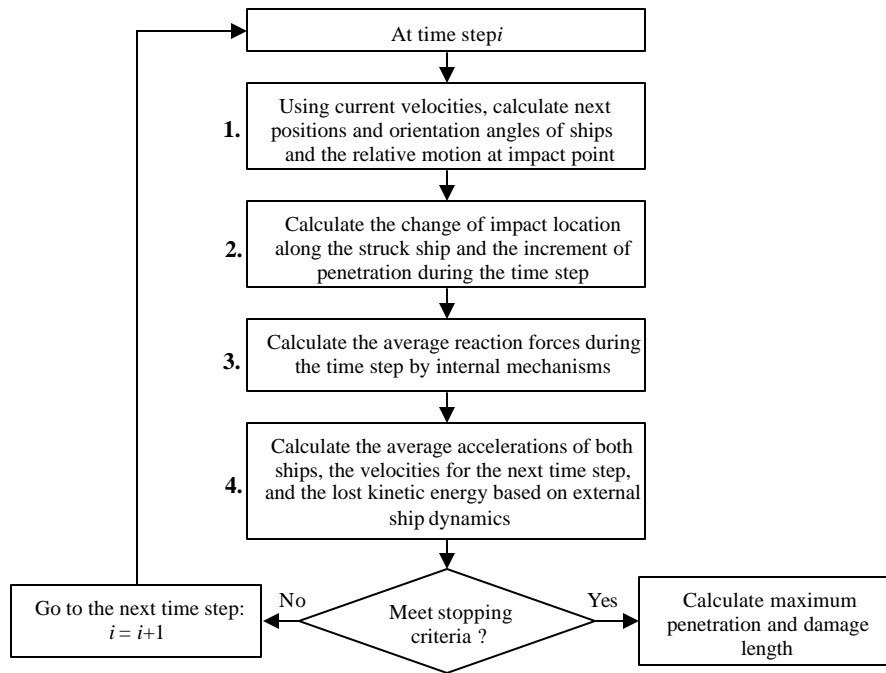 At time stepi
1.
Using current velocities, calculate next
positions and orientation angles of ships
and the relative motion at impact point
2.
Calculate the change of impact location
along the struck ship and the increment of
penetration during the time step
3.
Calculate the average reaction forces during
the time step by internal mechanisms
4.
Calculate the average accelerations of both
ships, the velocities for the next time step,
and the lost kinetic energy based on external
ship dynamics
Meet stopping
criteria ?
No
Go to the next time step:
i = i+1
Yes
Calculate maximum
penetration and damage
length